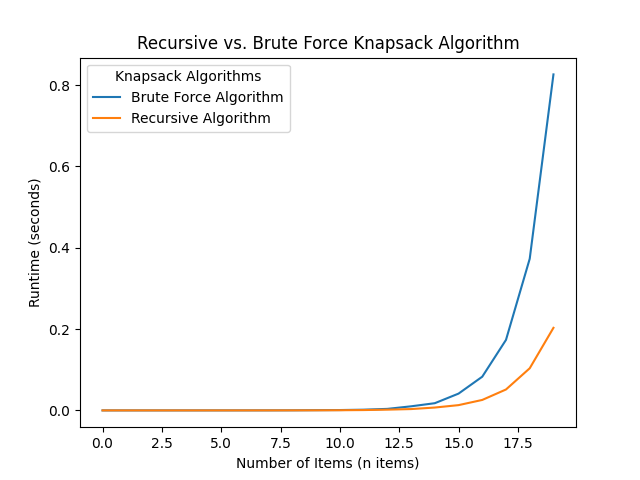 Recursive vs. Brute Force Knapsack Algorithm
Knapsack Algorithms
Brute Force Algorithm
Recursive Algorithm
Runtime (seconds)
0.8
0.6
0.4
0.2
0.0
0.0 2.5 5.0 7.5 10.0 12.5 15.0 17.5
Number of Items (n items)